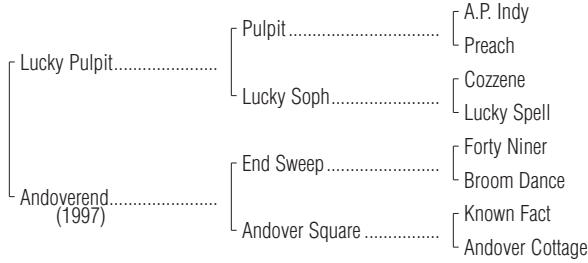 A.P. Indy
Pulpit
Preach
Lucky Pulpit
Cozzene
Lucky Soph
Lucky Spell
Forty Niner
End Sweep
Broom Dance
Andoverend
(1997)
Known Fact
Andover Square
Andover Cottage